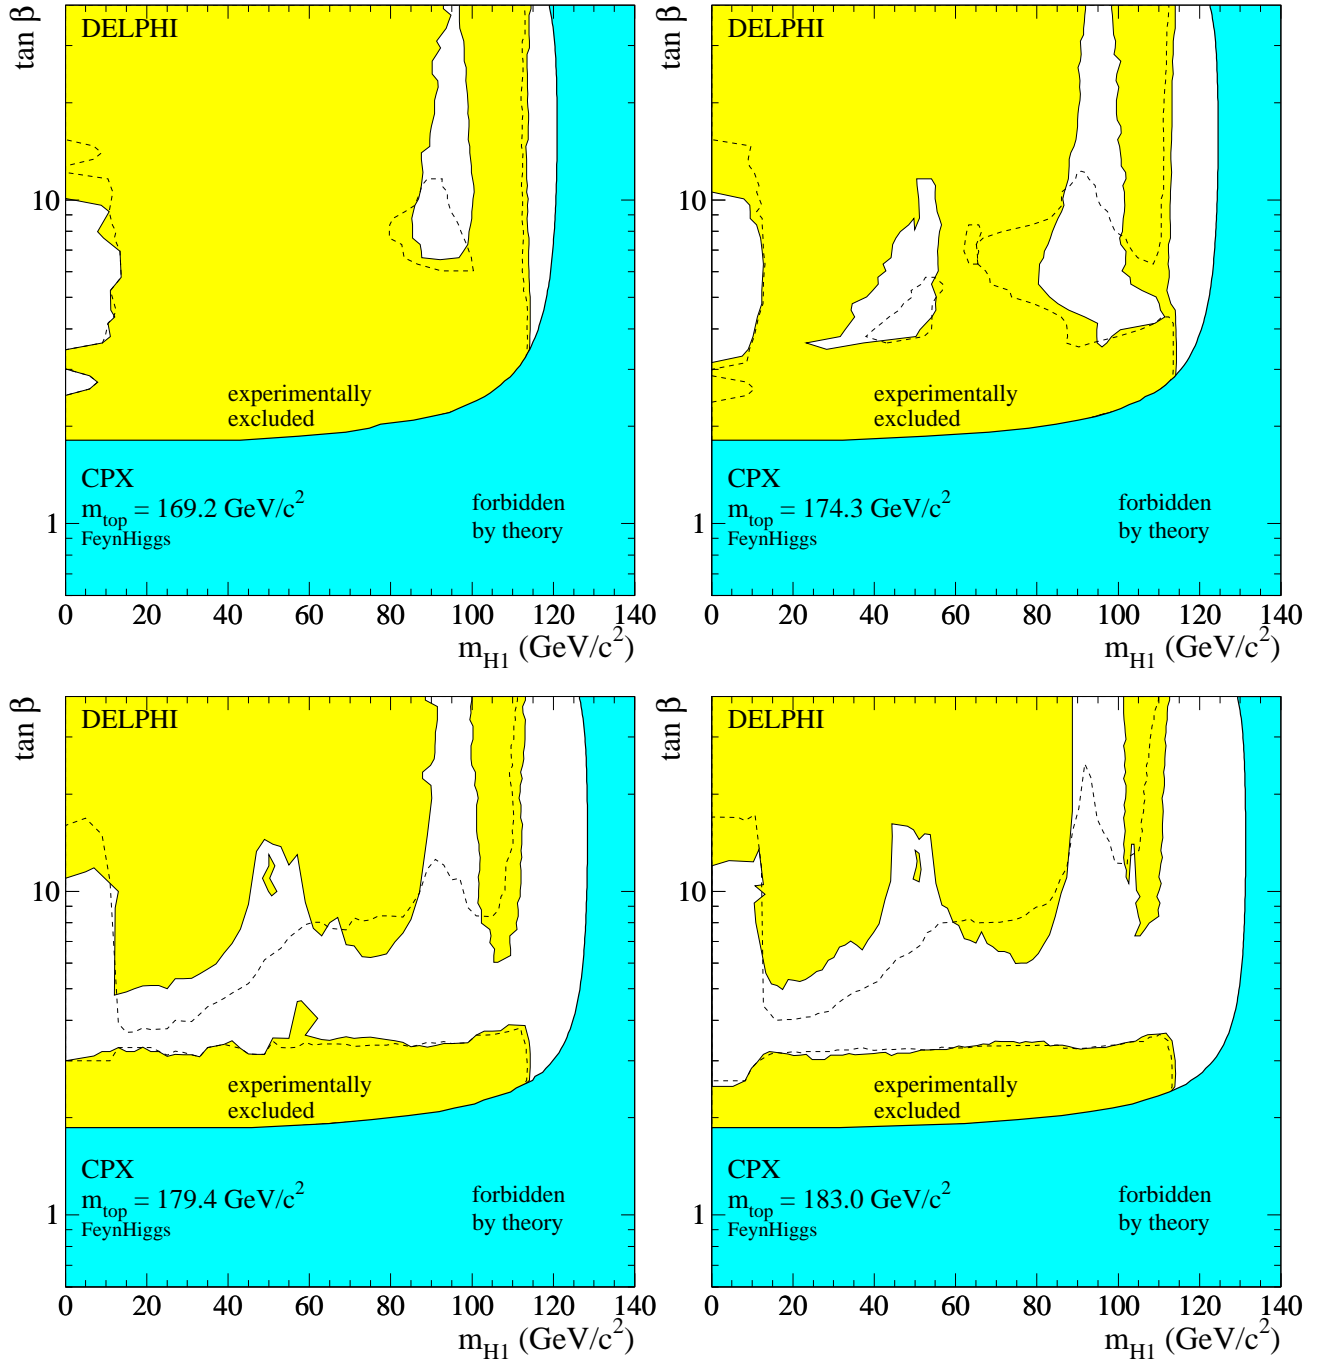 tan β
DELPHI
10
1
experimentally
excluded
CPX
m_top = 169.2 GeV/c²
FeynHiggs
forbidden
by theory
0 20 40 60 80 100 120 140
m_H1 (GeV/c²)
tan β
DELPHI
10
1
experimentally
excluded
CPX
m_top = 174.3 GeV/c²
FeynHiggs
forbidden
by theory
0 20 40 60 80 100 120 140
m_H1 (GeV/c²)
tan β
DELPHI
10
1
experimentally
excluded
CPX
m_top = 179.4 GeV/c²
FeynHiggs
forbidden
by theory
0 20 40 60 80 100 120 140
m_H1 (GeV/c²)
tan β
DELPHI
10
1
experimentally
excluded
CPX
m_top = 183.0 GeV/c²
FeynHiggs
forbidden
by theory
0 20 40 60 80 100 120 140
m_H1 (GeV/c²)